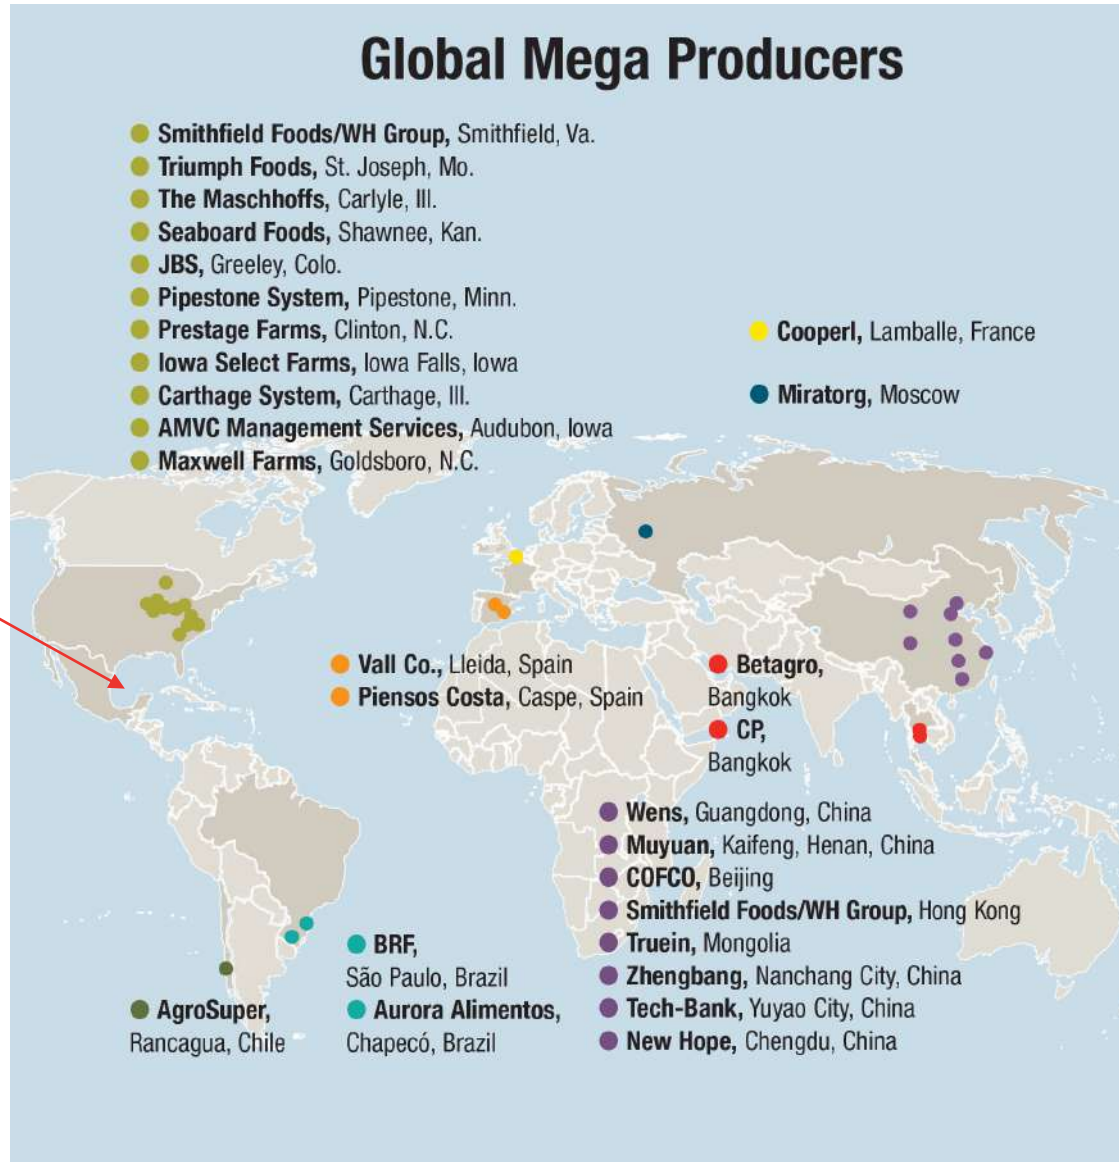 Global Mega Producers
Smithfield Foods/WH Group, Smithfield, Va.
Triumph Foods, St. Joseph, Mo.
The Maschhoffs, Carlyle, Ill.
Seaboard Foods, Shawnee, Kan.
JBS, Greeley, Colo.
Pipestone System, Pipestone, Minn.
Prestage Farms, Clinton, N.C.
Iowa Select Farms, Iowa Falls, Iowa
Carthage System, Carthage, Ill.
AMVC Management Services, Audubon, Iowa
Maxwell Farms, Goldsboro, N.C.
Cooperl, Lamballe, France
Miratorg, Moscow
Vall Co., Lleida, Spain
Piensos Costa, Caspe, Spain
Betagro,
Bangkok
CP,
Bangkok
Wens, Guangdong, China
Muyuan, Kaifeng, Henan, China
COFCO, Beijing
Smithfield Foods/WH Group, Hong Kong
Truein, Mongolia
Zhengbang, Nanchang City, China
Tech-Bank, Yuyao City, China
New Hope, Chengdu, China
BRF,
São Paulo, Brazil
Aurora Alimentos,
Chapecó, Brazil
AgroSuper,
Rancagua, Chile